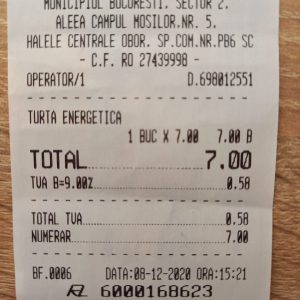 MUNICIPIUL BUCURESTI. SECTOR 2.
ALEEA CAMPUL MOSILOR.NR. 5.
HALELE CENTRALE OBOR. SP.COM.NR.PB6 SC
- C.F. RO 27439998 -
OPERATOR/1 D.698012551
TURTA ENERGETICA
1 BUC X 7.00 7.00 B
TOTAL 7.00
TVA B=9.00% 0.58
TOTAL TVA 0.58
NUMERAR 7.00
BF.0006 DATA:08-12-2020 ORA:15:21
6000168623